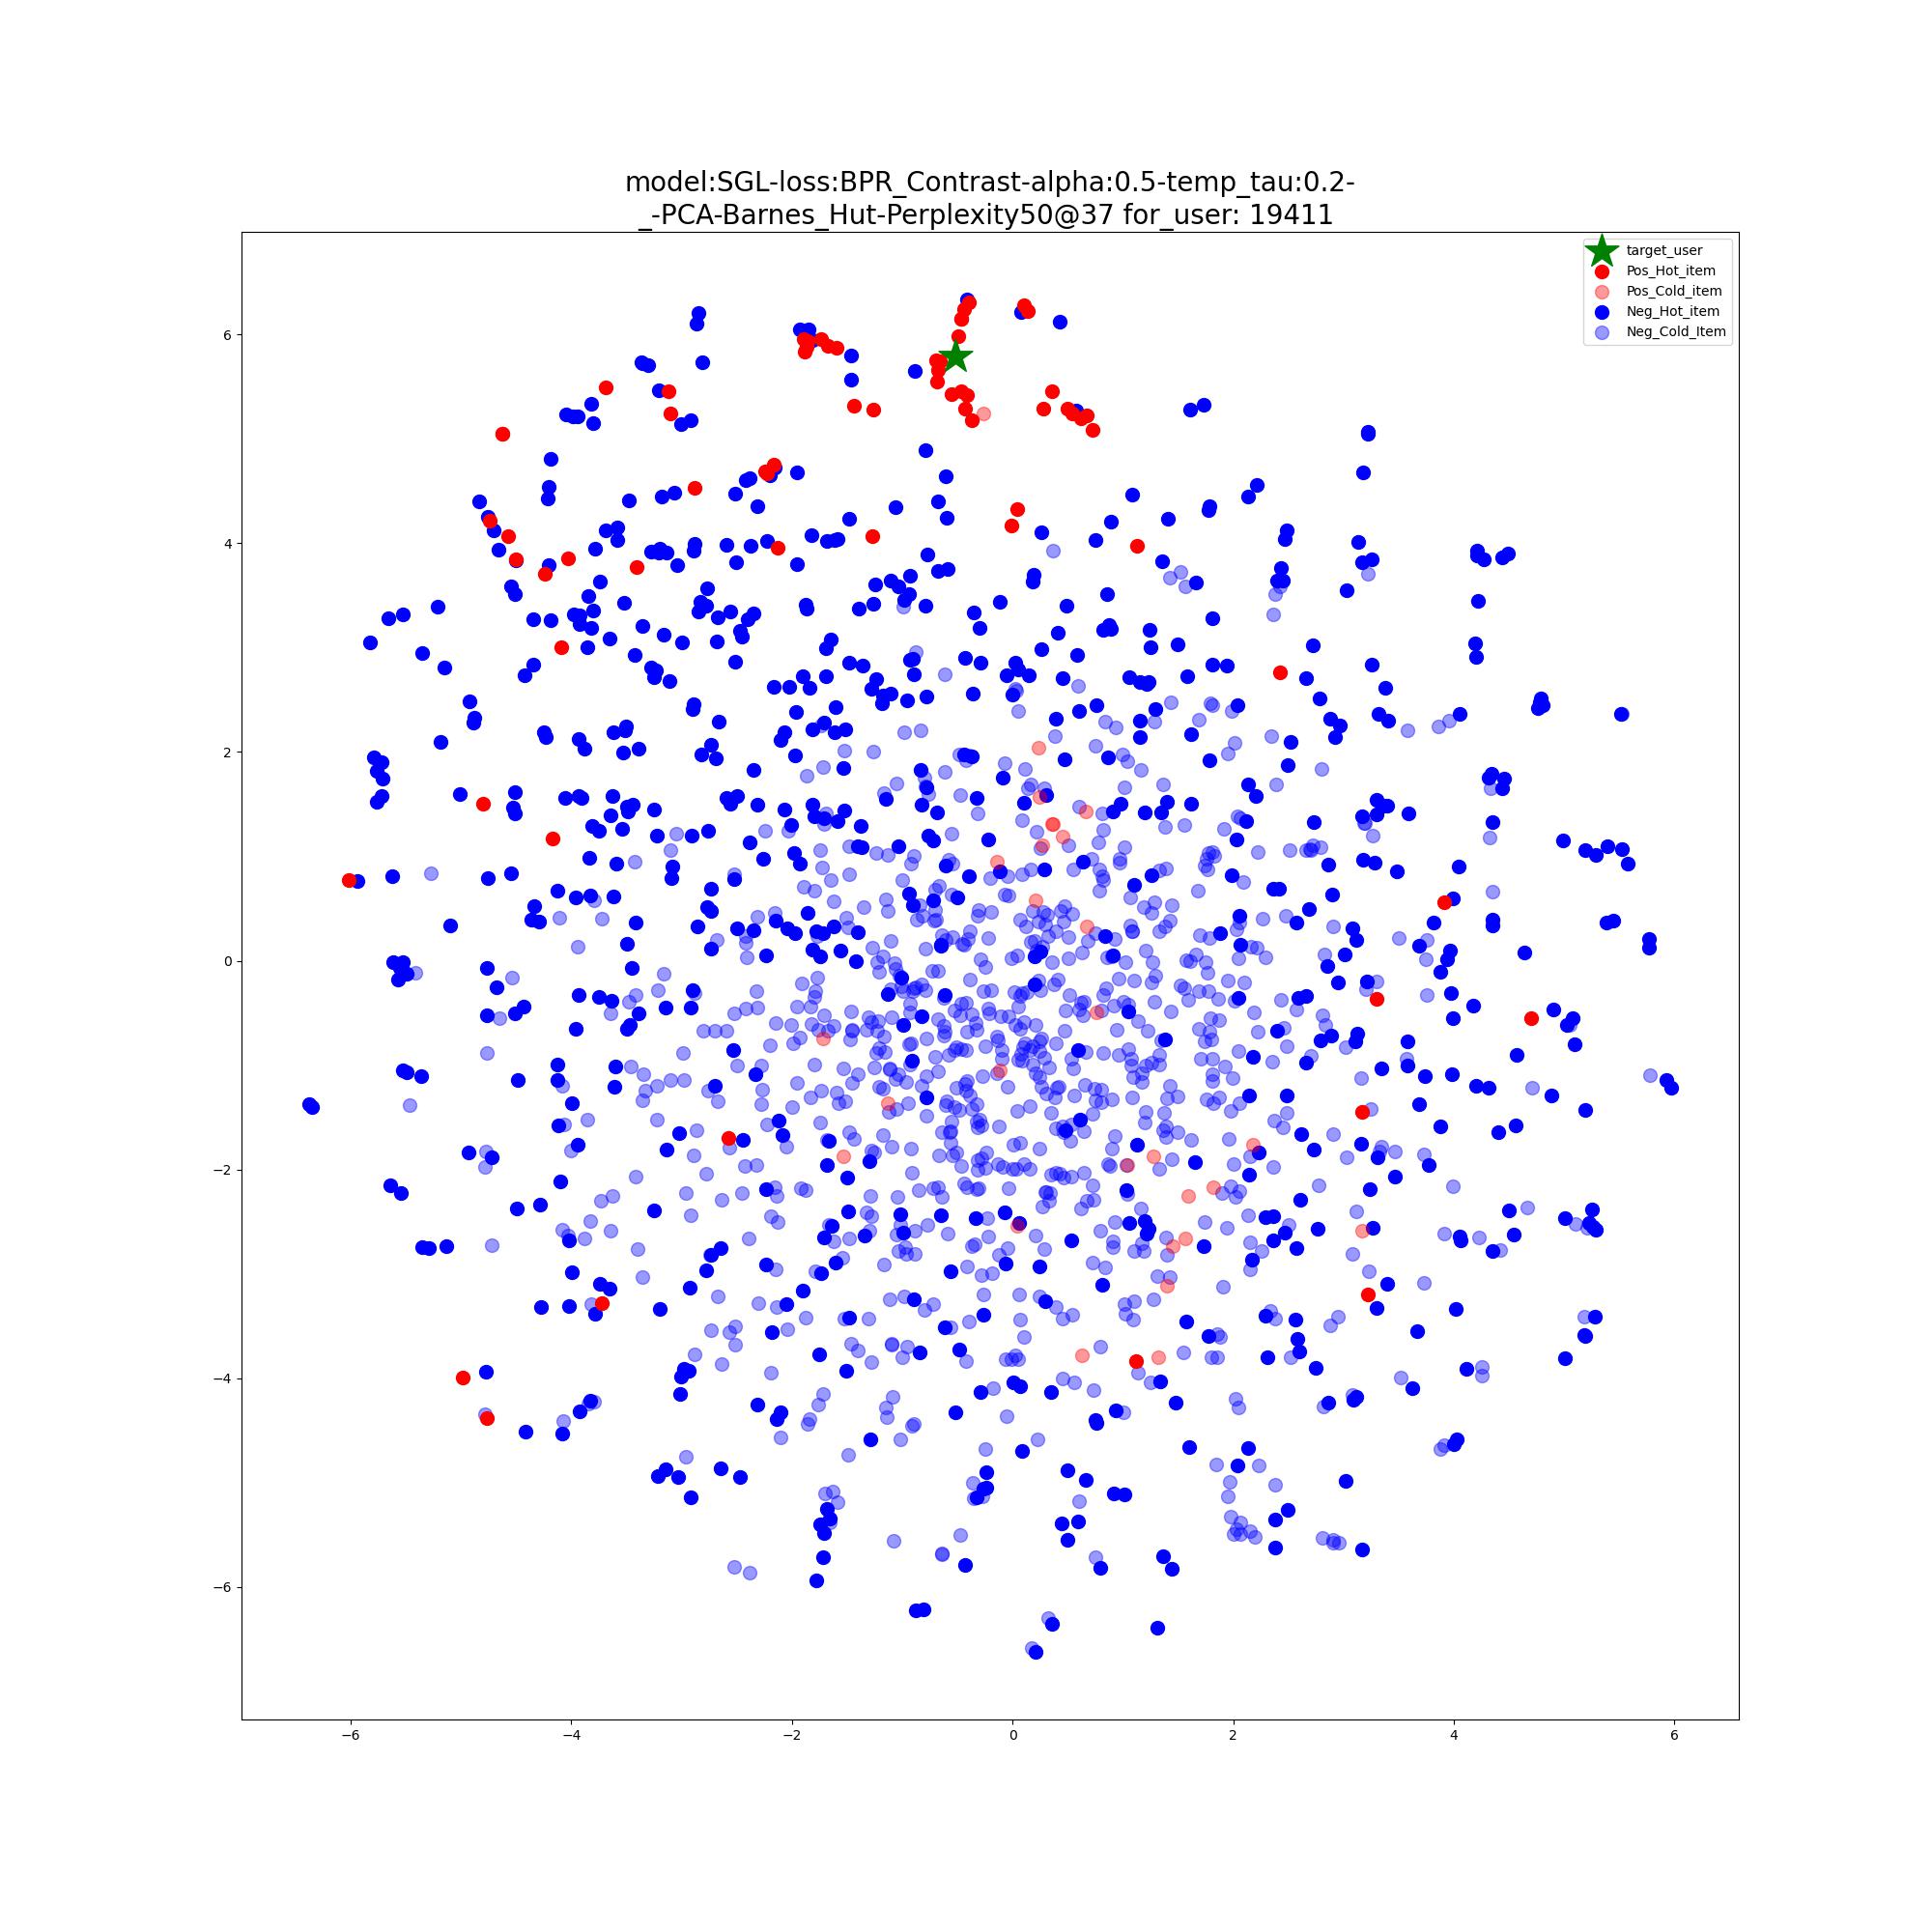 model:SGL-loss:BPR_Contrast-alpha:0.5-temp_tau:0.2-
_-PCA-Barnes_Hut-Perplexity50@37 for_user: 19411
target_user
Pos_Hot_item
Pos_Cold_item
Neg_Hot_item
Neg_Cold_Item
6
4
2
0
−2
−4
−6
−6
−4
−2
0
2
4
6